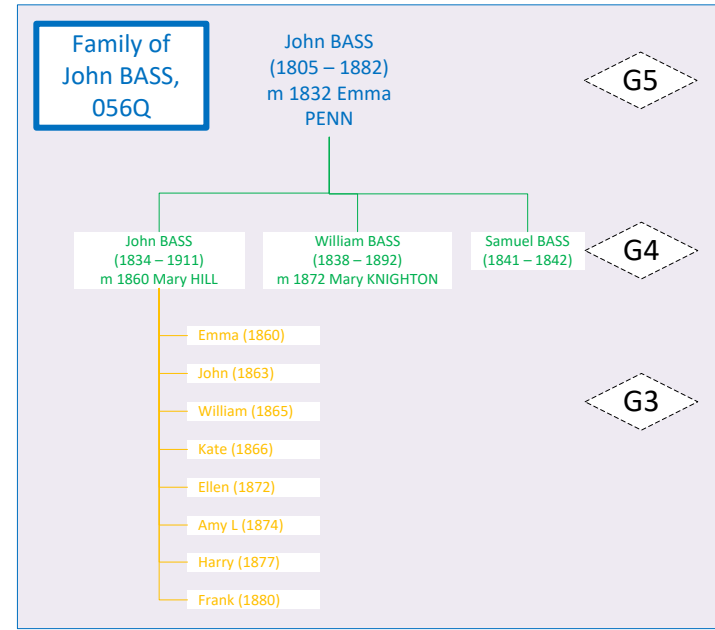 Family of
John BASS,
056Q
John BASS
(1805 – 1882)
m 1832 Emma
PENN
G5
John BASS
(1834 – 1911)
m 1860 Mary HILL
William BASS
(1838 – 1892)
m 1872 Mary KNIGHTON
Samuel BASS
(1841 – 1842)
G4
Emma (1860)
John (1863)
William (1865)
Kate (1866)
Ellen (1872)
Amy L (1874)
Harry (1877)
Frank (1880)
G3